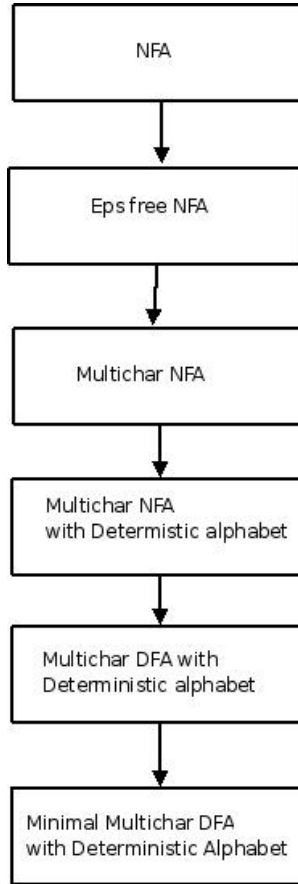 NFA
Eps free NFA
Multichar NFA
Multichar NFA
with Determistic alphabet
Multichar DFA with
Deterministic alphabet
Minimal Multichar DFA
with Deterministic Alphabet